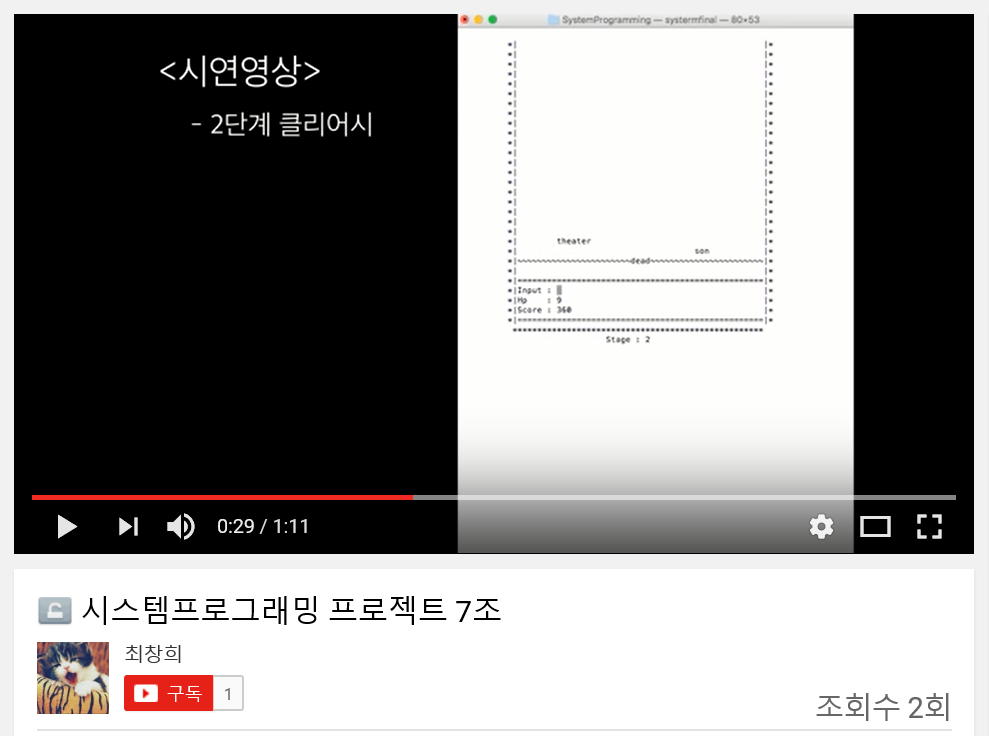 SystemProgramming — systermfinal — 80×53
<시연영상>
- 2단계 클리어시
theater
son
dead
Input :
Hp : 9
Score : 360
Stage : 2
0:29 / 1:11
시스템프로그래밍 프로젝트 7조
최창희
구독 1
조회수 2회